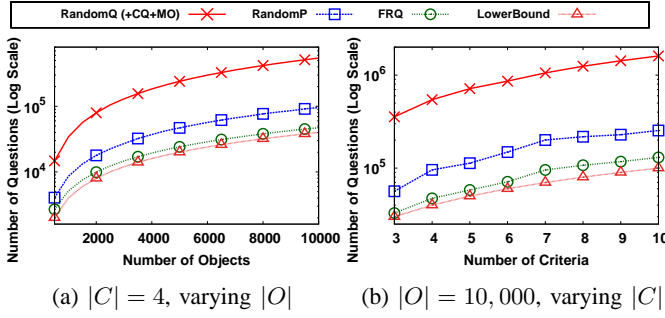 RandomQ (+CQ+MO) RandomP FRQ LowerBound
Number of Questions (Log Scale)
10^5
10^4
2000 4000 6000 8000 10000
Number of Objects
(a) |C| = 4, varying |O|
Number of Questions (Log Scale)
10^6
10^5
3 4 5 6 7 8 9 10
Number of Criteria
(b) |O| = 10, 000, varying |C|